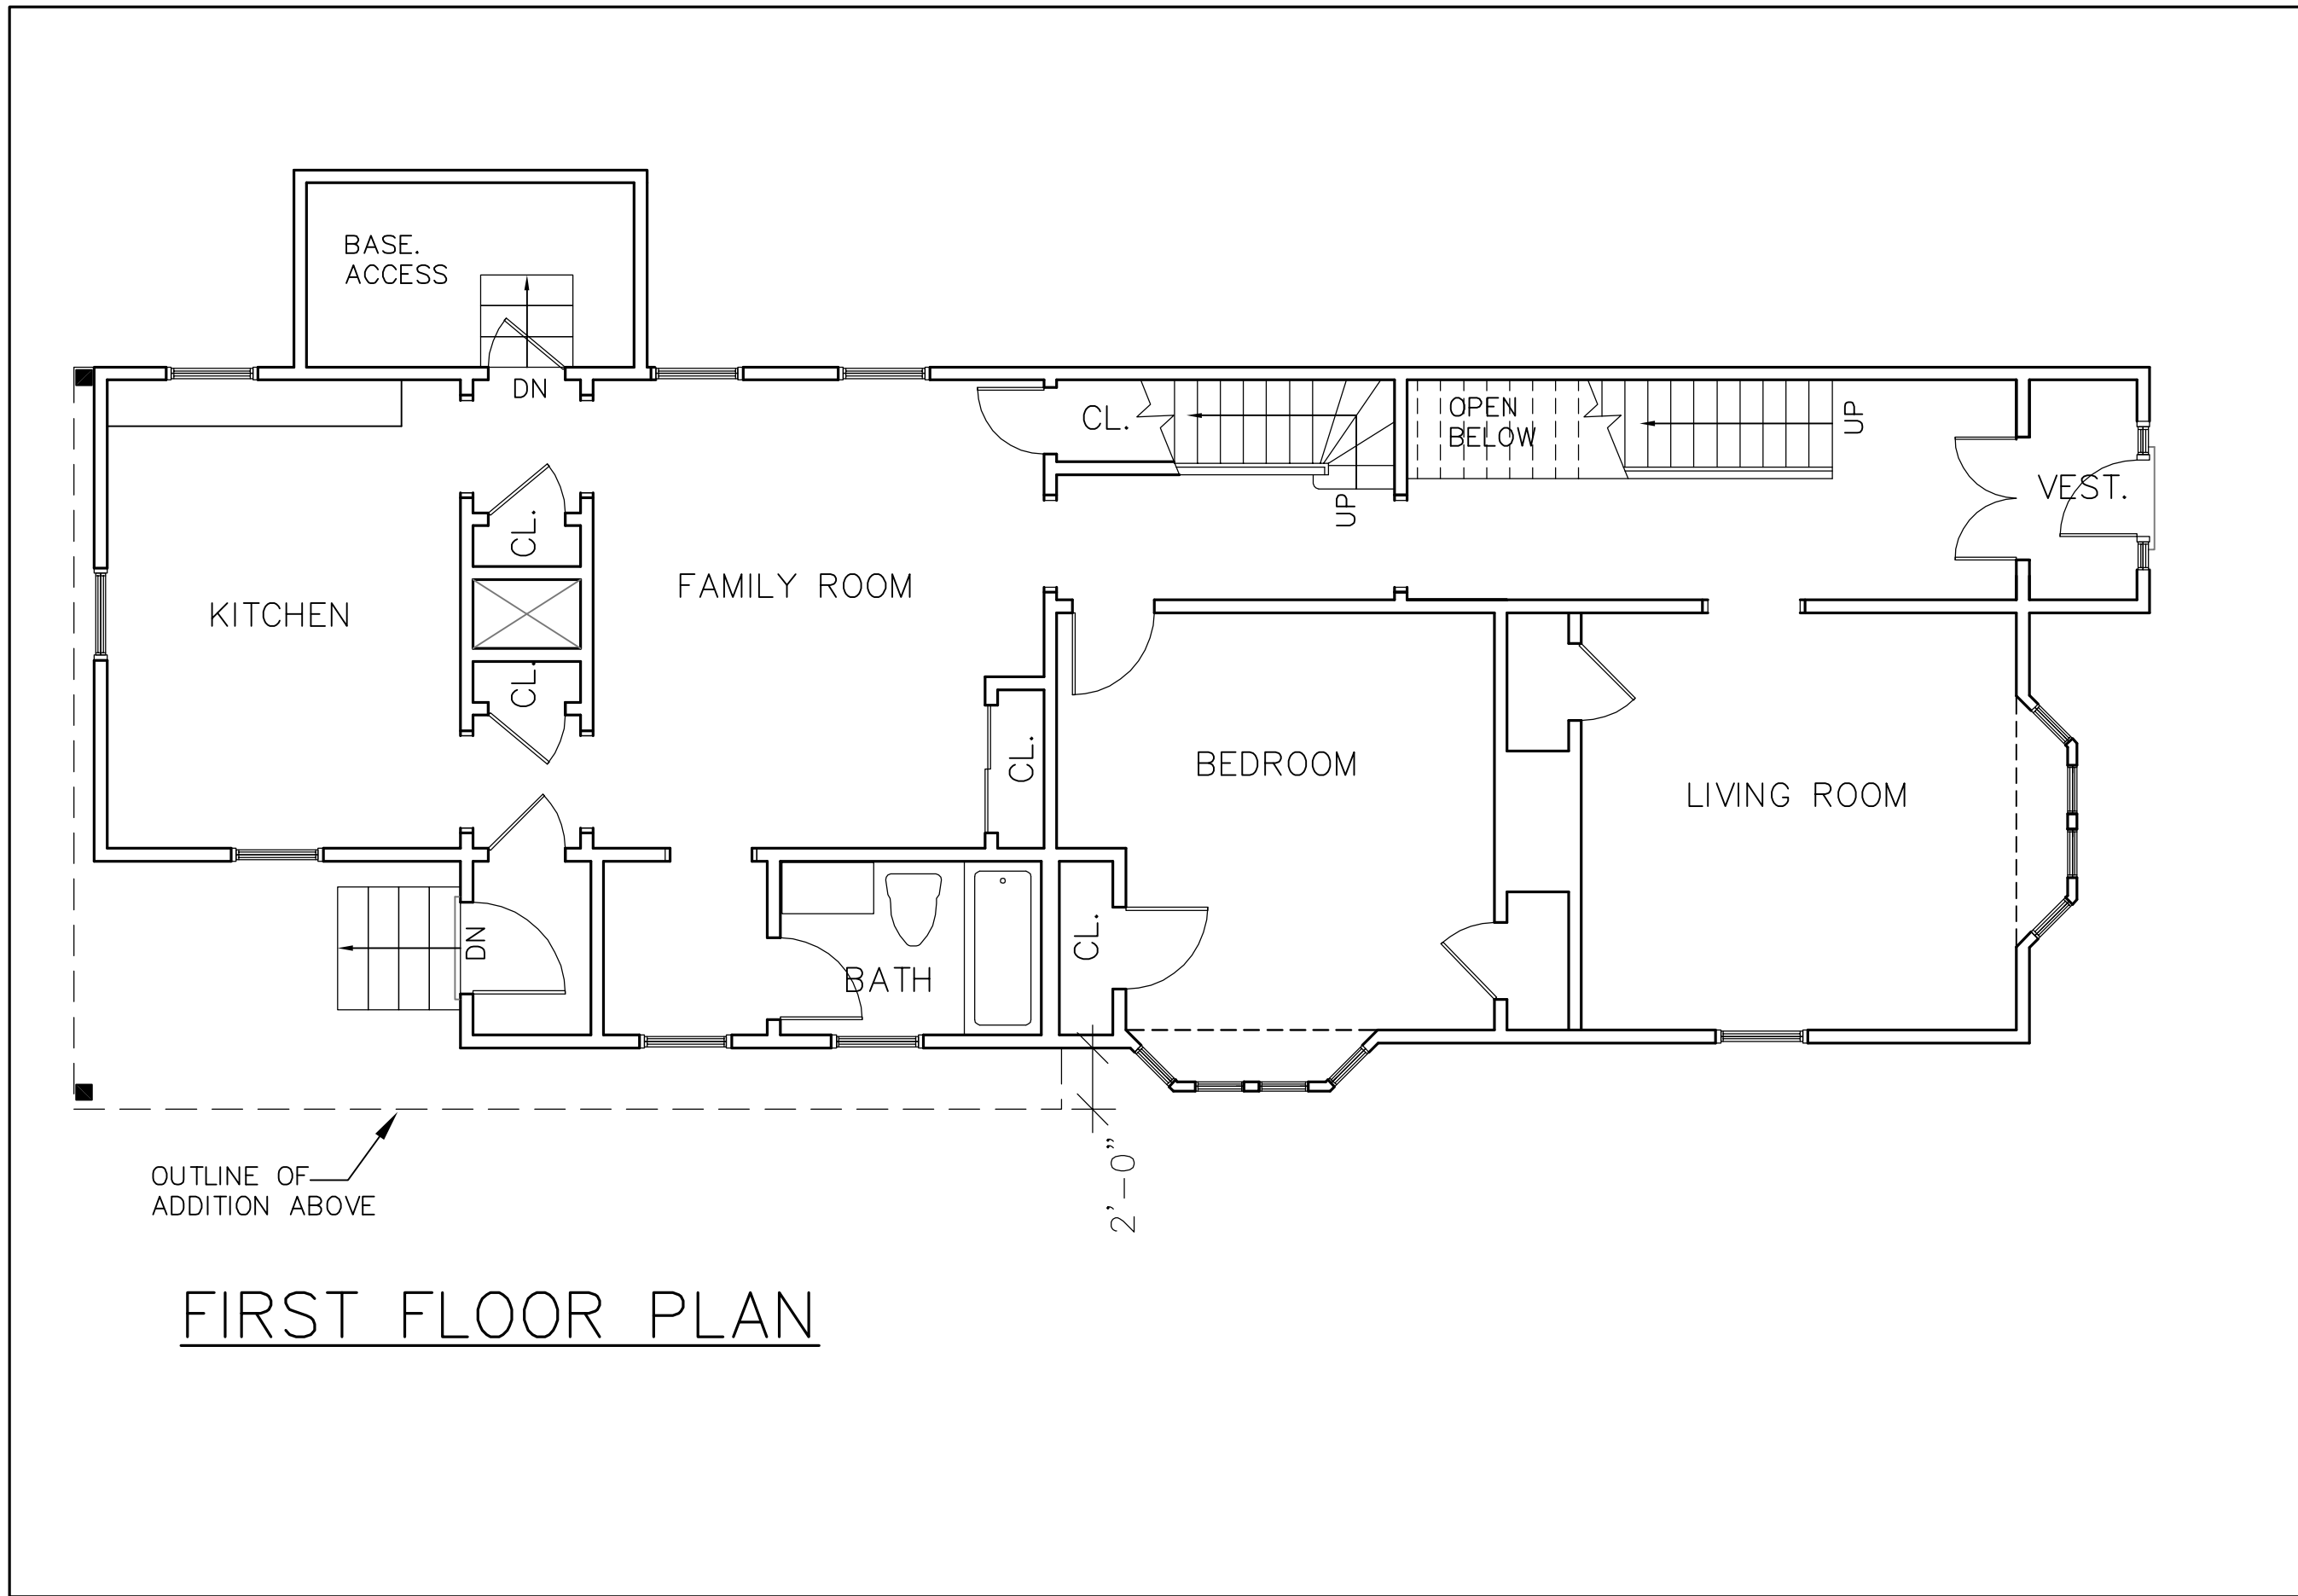 BASE.
ACCESS
DN
CL.
OPEN
BELOW
UP
UP
VEST.
CL.
KITCHEN
FAMILY ROOM
CL.
CL.
BEDROOM
LIVING ROOM
DN
BATH
CL.
OUTLINE OF
ADDITION ABOVE
2'-0"
FIRST FLOOR PLAN